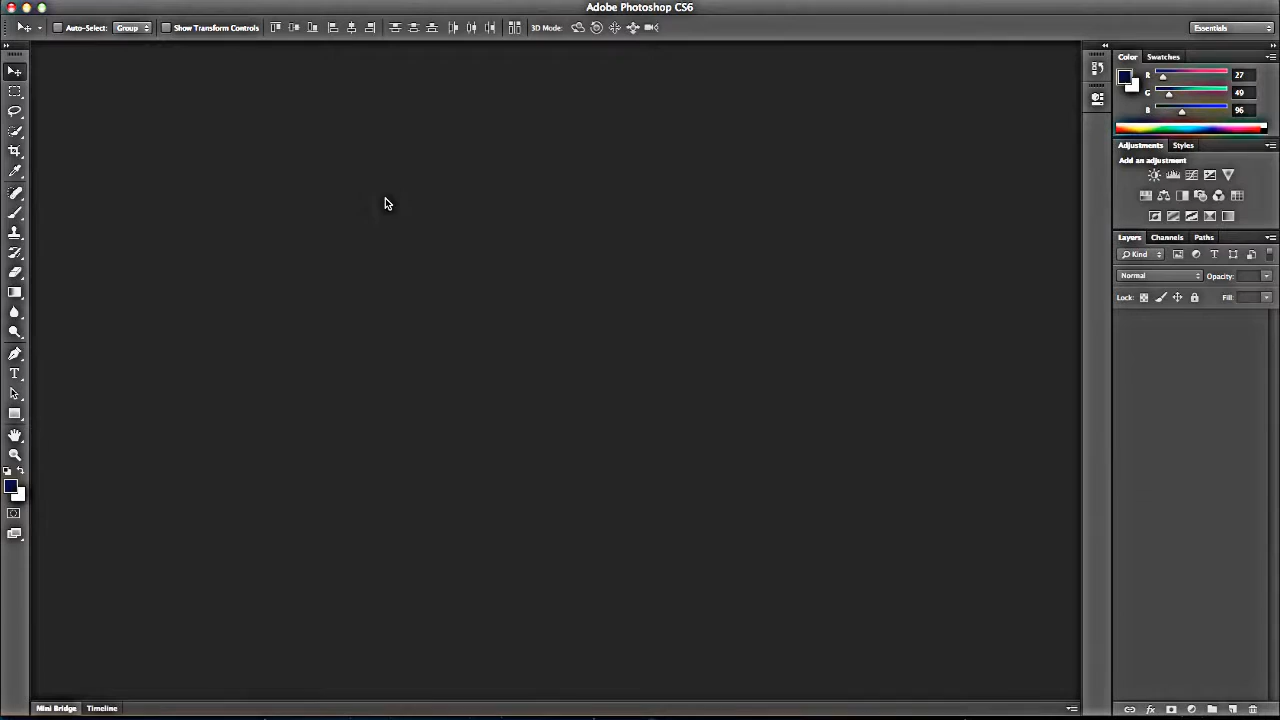 Adobe Photoshop CS6
Auto-Select: Group Show Transform Controls 3D Mode: Essentials
Color Swatches
R 27
G 49
B 96
Adjustments Styles
Add an adjustment
Layers Channels Paths
Kind
Normal Opacity:
Lock: Fill:
Mini Bridge Timeline